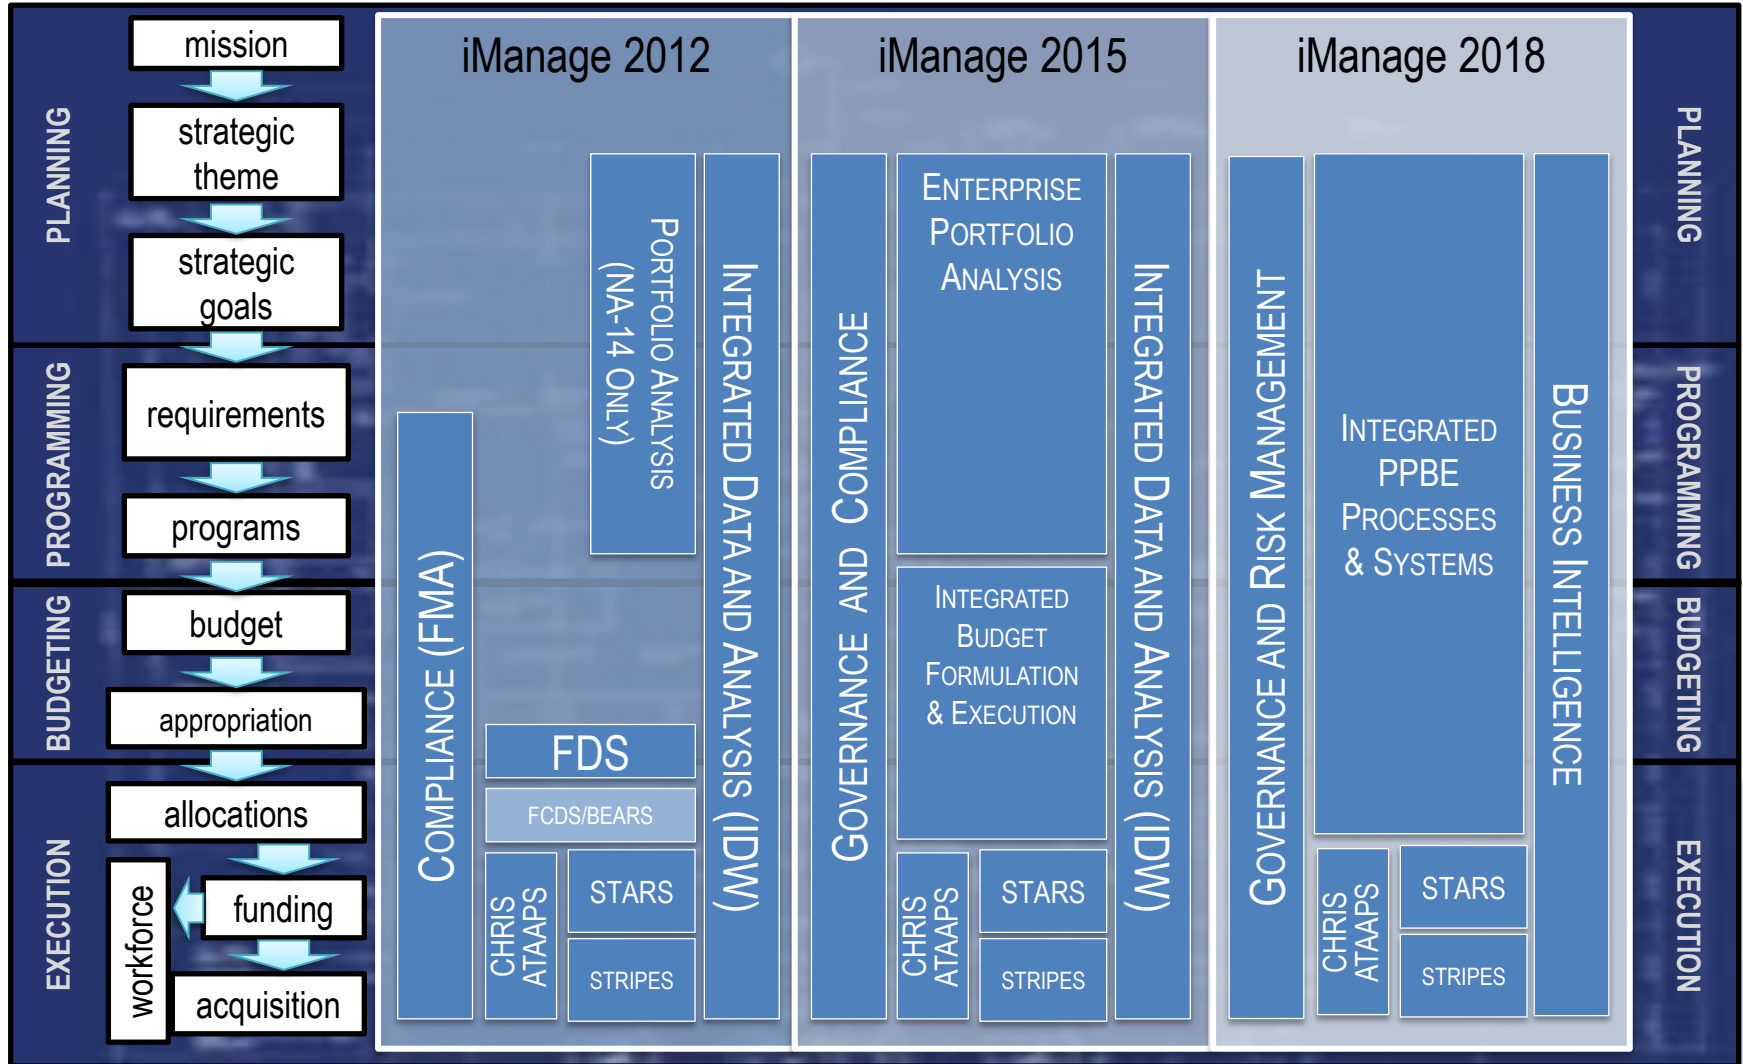 PLANNING
PROGRAMMING
BUDGETING
EXECUTION
mission
strategic
theme
strategic
goals
requirements
programs
budget
appropriation
allocations
funding
workforce
acquisition
iManage 2012
COMPLIANCE (FMA)
PORTFOLIO ANALYSIS
(NA-14 ONLY)
INTEGRATED DATA AND ANALYSIS (IDW)
FDS
FCDS/BEARS
CHRIS
ATAAPS
STARS
STRIPES
iManage 2015
GOVERNANCE AND COMPLIANCE
ENTERPRISE
PORTFOLIO
ANALYSIS
INTEGRATED
BUDGET
FORMULATION
& EXECUTION
CHRIS
ATAAPS
STARS
STRIPES
INTEGRATED DATA AND ANALYSIS (IDW)
iManage 2018
GOVERNANCE AND RISK MANAGEMENT
INTEGRATED
PPBE
PROCESSES
& SYSTEMS
CHRIS
ATAAPS
STARS
STRIPES
BUSINESS INTELLIGENCE
PLANNING
PROGRAMMING
BUDGETING
EXECUTION